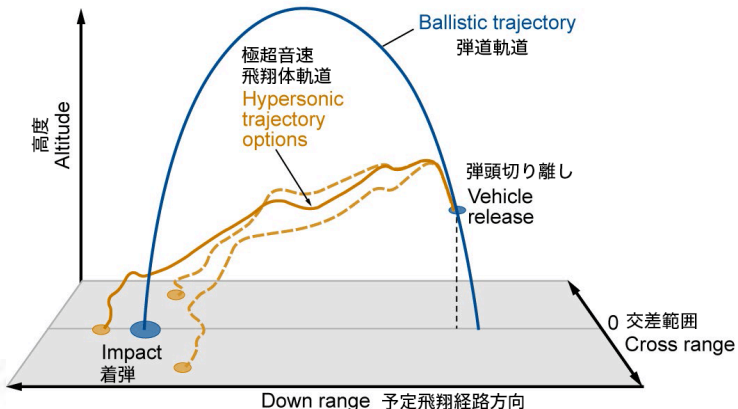 Ballistic trajectory
弾道軌道
極超音速
飛翔体軌道
Hypersonic
trajectory
options
高度
Altitude
弾頭切り離し
Vehicle
release
0 交差範囲
Cross range
Impact
着弾
Down range 予定飛翔経路方向